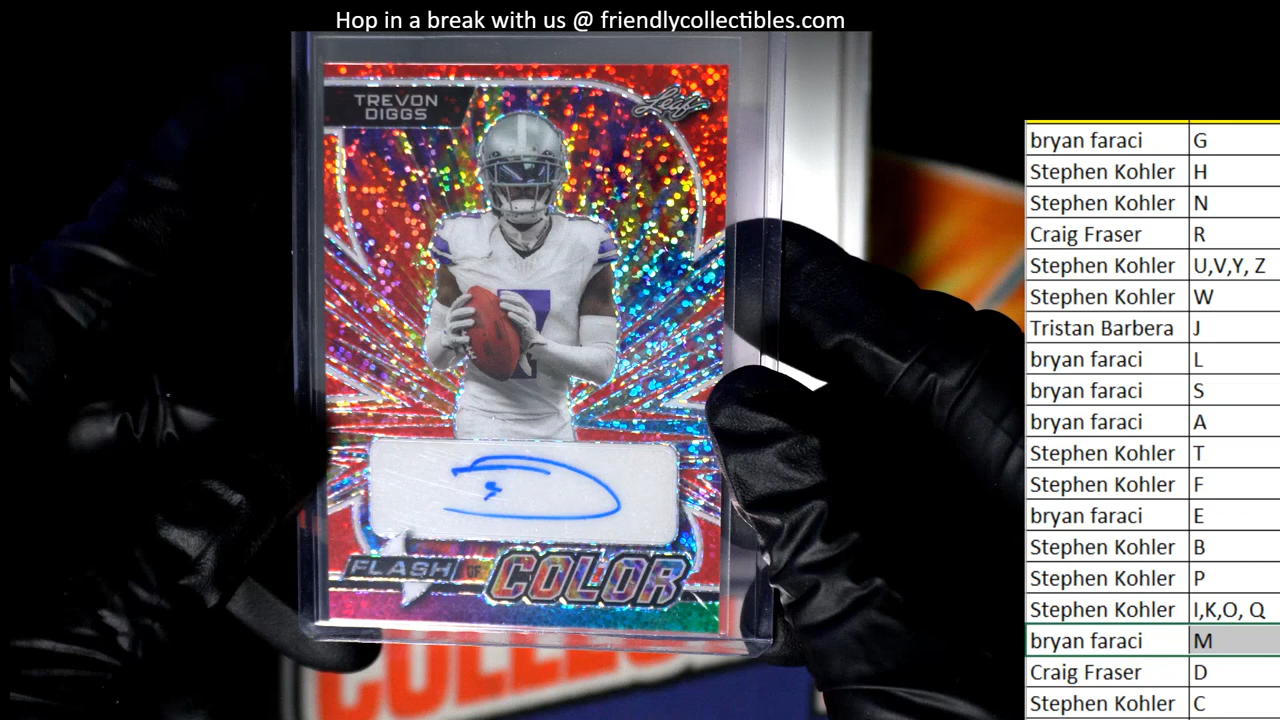 Hop in a break with us @ friendlycollectibles.com
TREVON
DIGGS
Leaf
FLASH OF
COLOR
bryan faraci G
Stephen Kohler H
Stephen Kohler N
Craig Fraser R
Stephen Kohler U,V,Y, Z
Stephen Kohler W
Tristan Barbera J
bryan faraci L
bryan faraci S
bryan faraci A
Stephen Kohler T
Stephen Kohler F
bryan faraci E
Stephen Kohler B
Stephen Kohler P
Stephen Kohler I,K,O, Q
bryan faraci M
Craig Fraser D
Stephen Kohler C